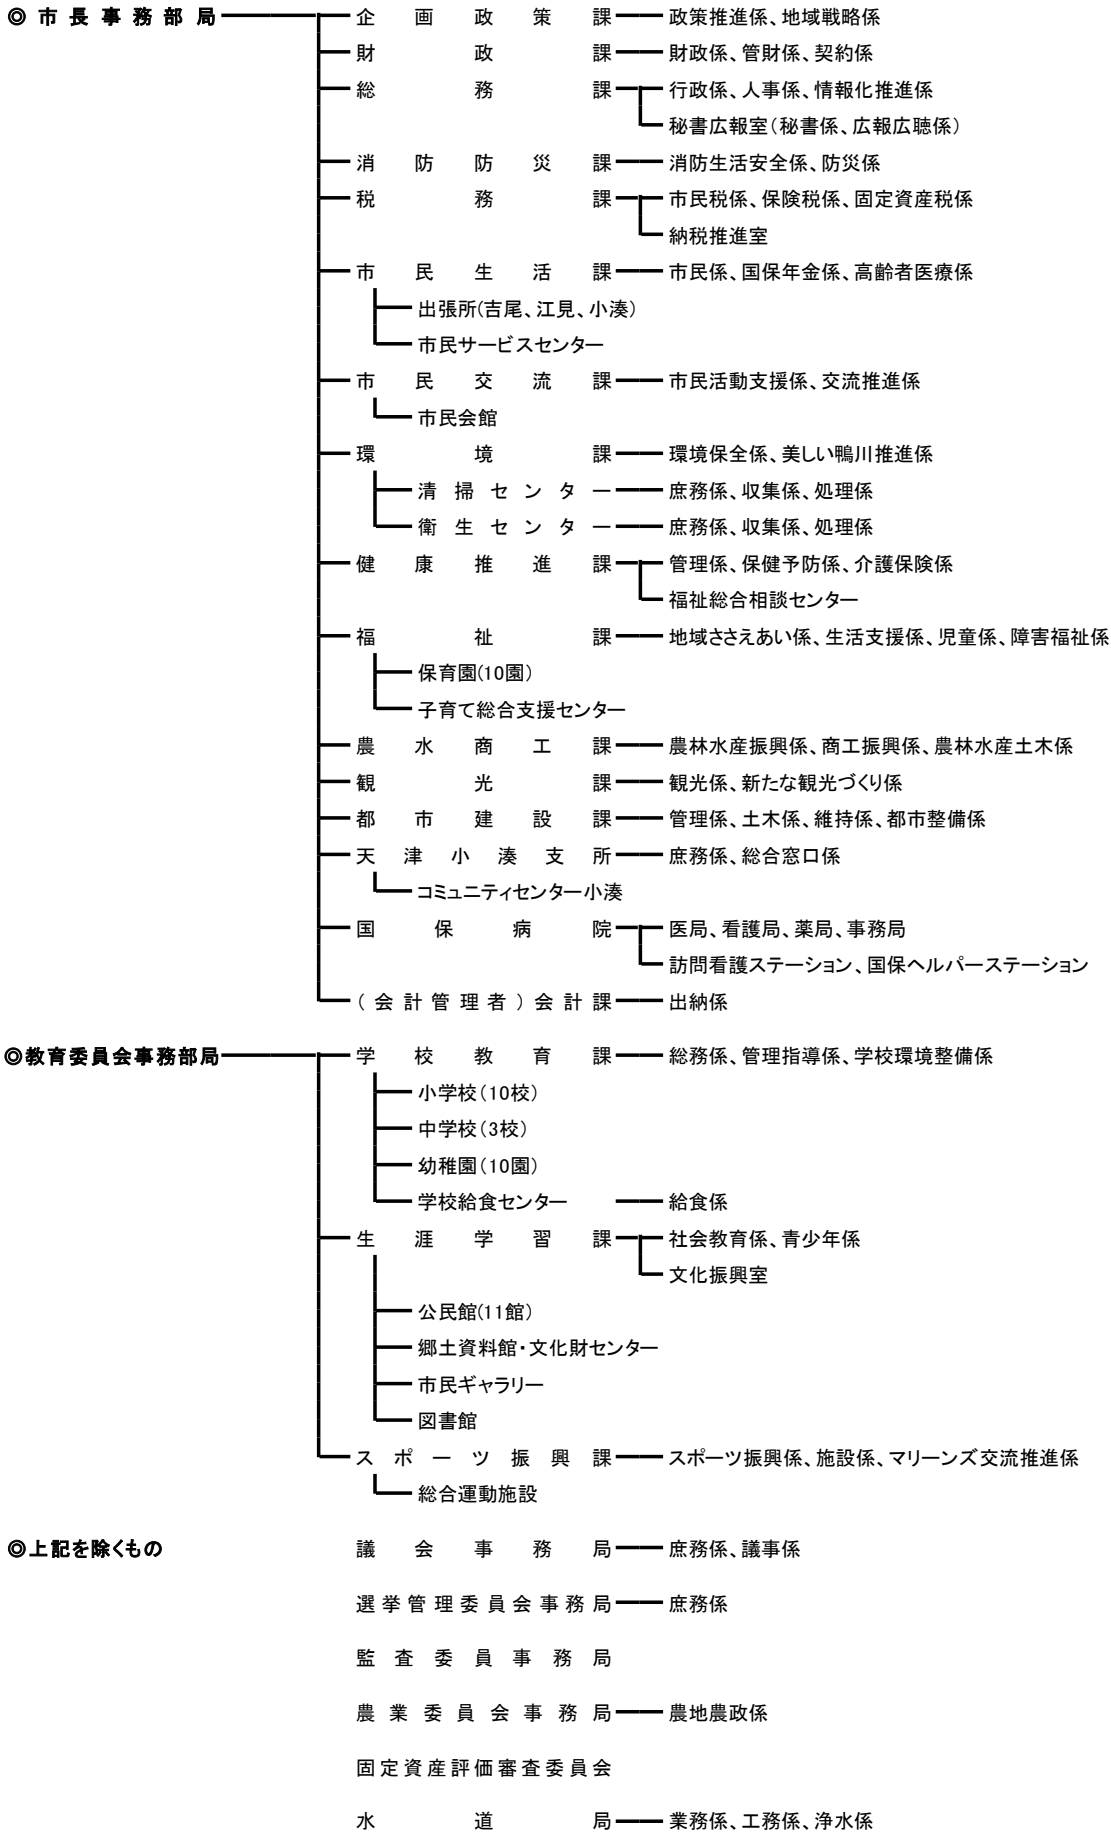 ◎市長事務部局 企画政策課 政策推進係、地域戦略係
財政課 財政係、管財係、契約係
総務課 行政係、人事係、情報化推進係
秘書広報室(秘書係、広報広聴係)
消防防災課 消防生活安全係、防災係
税務課 市民税係、保険税係、固定資産税係
納税推進室
市民生活課 市民係、国保年金係、高齢者医療係
出張所(吉尾、江見、小湊)
市民サービスセンター
市民交流課 市民活動支援係、交流推進係
市民会館
環境課 環境保全係、美しい鴨川推進係
清掃センター 庶務係、収集係、処理係
衛生センター 庶務係、収集係、処理係
健康推進課 管理係、保健予防係、介護保険係
福祉総合相談センター
福祉課 地域ささえあい係、生活支援係、児童係、障害福祉係
保育園(10園)
子育て総合支援センター
農水商工課 農林水産振興係、商工振興係、農林水産土木係
観光課 観光係、新たな観光づくり係
都市建設課 管理係、土木係、維持係、都市整備係
天津小湊支所 庶務係、総合窓口係
コミュニティセンター小湊
国保病院 医局、看護局、薬局、事務局
訪問看護ステーション、国保ヘルパーステーション
(会計管理者)会計課 出納係
◎教育委員会事務部局 学校教育課 総務係、管理指導係、学校環境整備係
小学校(10校)
中学校(3校)
幼稚園(10園)
学校給食センター 給食係
生涯学習課 社会教育係、青少年係
文化振興室
公民館(11館)
郷土資料館・文化財センター
市民ギャラリー
図書館
スポーツ振興課 スポーツ振興係、施設係、マリーンズ交流推進係
総合運動施設
◎上記を除くもの 議会事務局 庶務係、議事係
選挙管理委員会事務局 庶務係
監査委員事務局
農業委員会事務局 農地農政係
固定資産評価審査委員会
水道局 業務係、工務係、浄水係